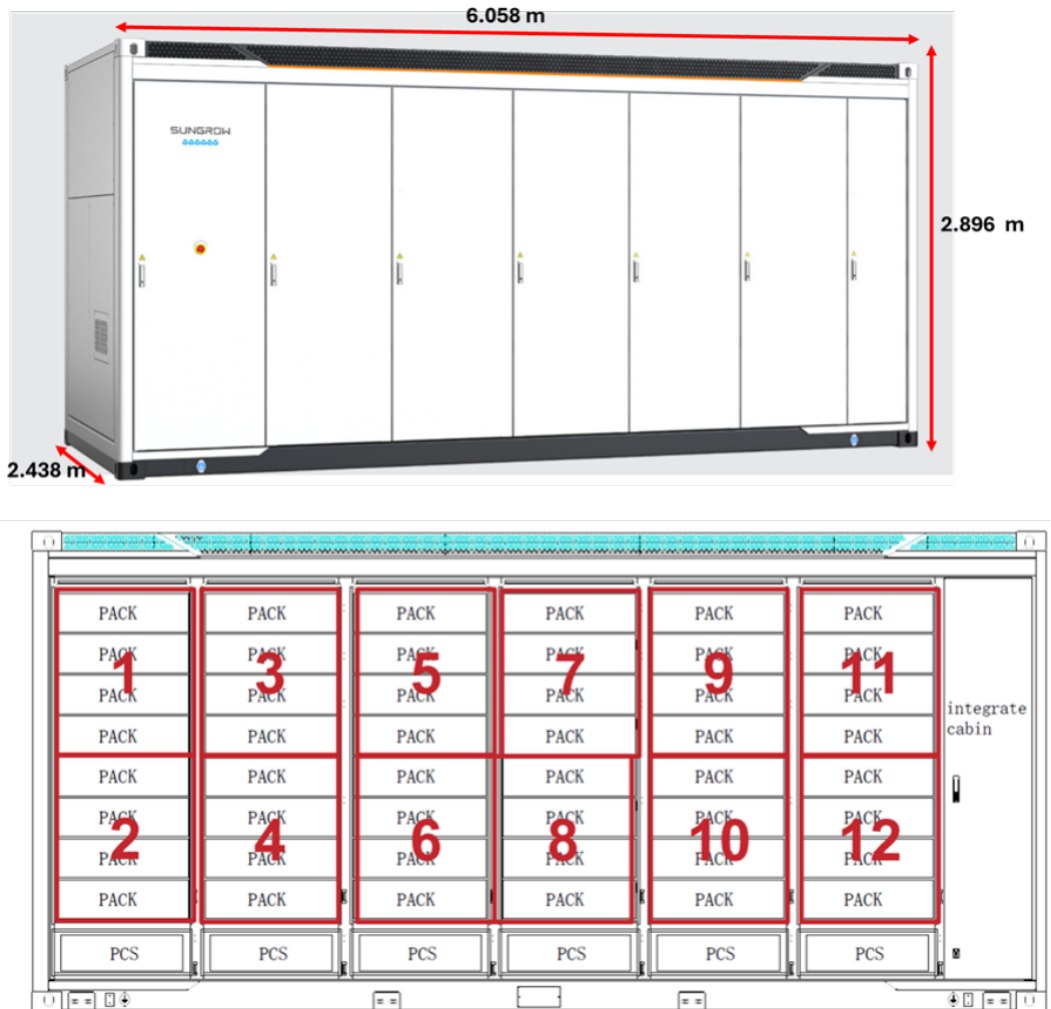 6.058 m
SUNGROW
2.896 m
2.438 m
PACK PACK PACK PACK PACK PACK
PACK PACK PACK PACK PACK PACK
1 3 5 7 9 11
PACK PACK PACK PACK PACK PACK
integrate
cabin
PACK PACK PACK PACK PACK PACK
PACK PACK PACK PACK PACK PACK
PACK PACK PACK PACK PACK PACK
2 4 6 8 10 12
PACK PACK PACK PACK PACK PACK
PACK PACK PACK PACK PACK PACK
PCS PCS PCS PCS PCS PCS